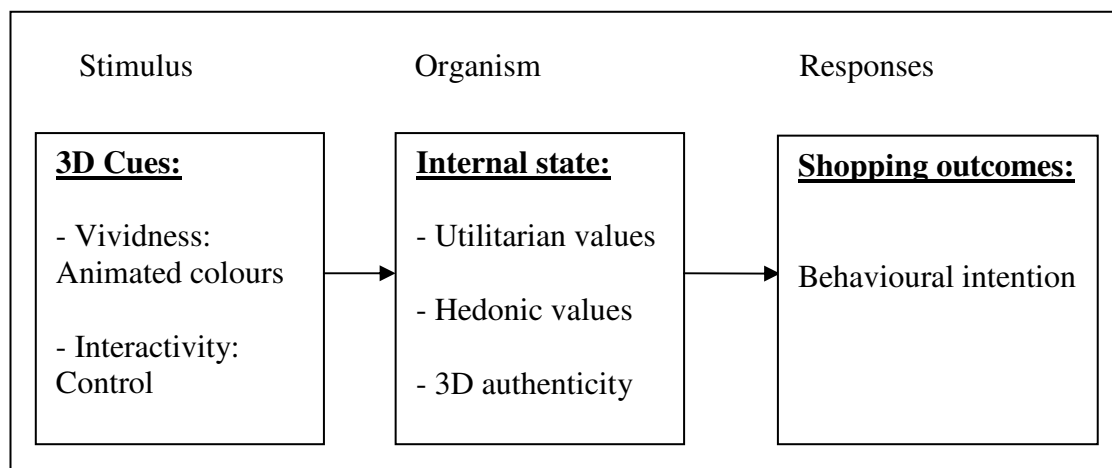 Stimulus
Organism
Responses
3D Cues:
- Vividness:
Animated colours
- Interactivity:
Control
Internal state:
- Utilitarian values
- Hedonic values
- 3D authenticity
Shopping outcomes:
Behavioural intention